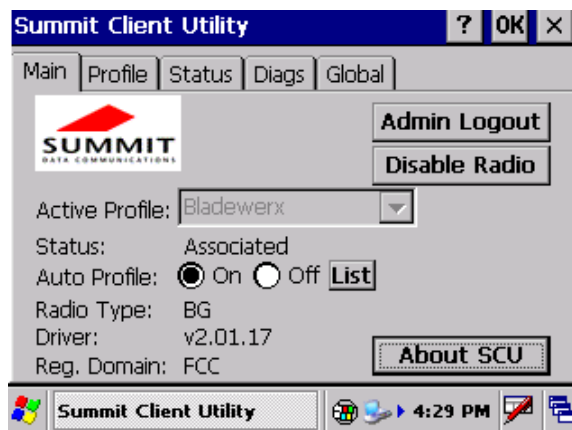 Summit Client Utility ? OK ×
Main Profile Status Diags Global
SUMMIT
DATA COMMUNICATIONS
Admin Logout
Disable Radio
Active Profile: Bladewerx
Status: Associated
Auto Profile: On Off List
Radio Type: BG
Driver: v2.01.17
Reg. Domain: FCC
About SCU
Summit Client Utility 4:29 PM